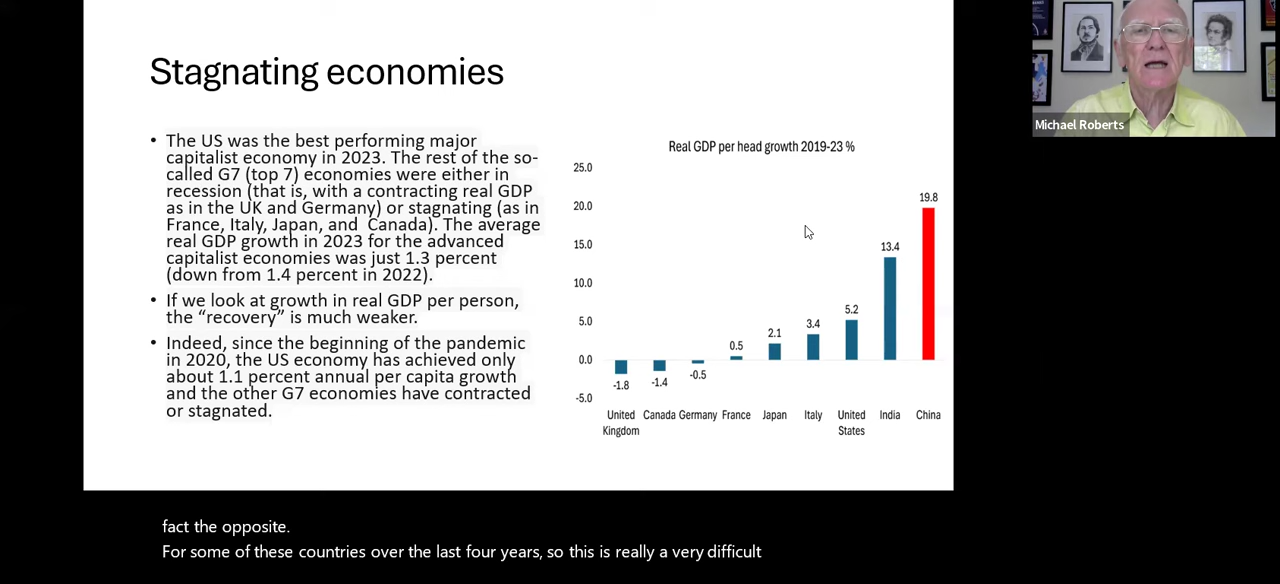 Stagnating economies
• The US was the best performing major
capitalist economy in 2023. The rest of the so-
called G7 (top 7) economies were either in
recession (that is, with a contracting real GDP
as in the UK and Germany) or stagnating (as in
France, Italy, Japan, and Canada). The average
real GDP growth in 2023 for the advanced
capitalist economies was just 1.3 percent
(down from 1.4 percent in 2022).
• If we look at growth in real GDP per person,
the “recovery” is much weaker.
• Indeed, since the beginning of the pandemic
in 2020, the US economy has achieved only
about 1.1 percent annual per capita growth
and the other G7 economies have contracted
or stagnated.
Real GDP per head growth 2019-23 %
25.0
20.0
15.0
10.0
5.0
0.0
-5.0
-1.8
-1.4
-0.5
0.5
2.1
3.4
5.2
13.4
19.8
United Kingdom
Canada
Germany
France
Japan
Italy
United States
India
China
Michael Roberts
fact the opposite.
For some of these countries over the last four years, so this is really a very difficult